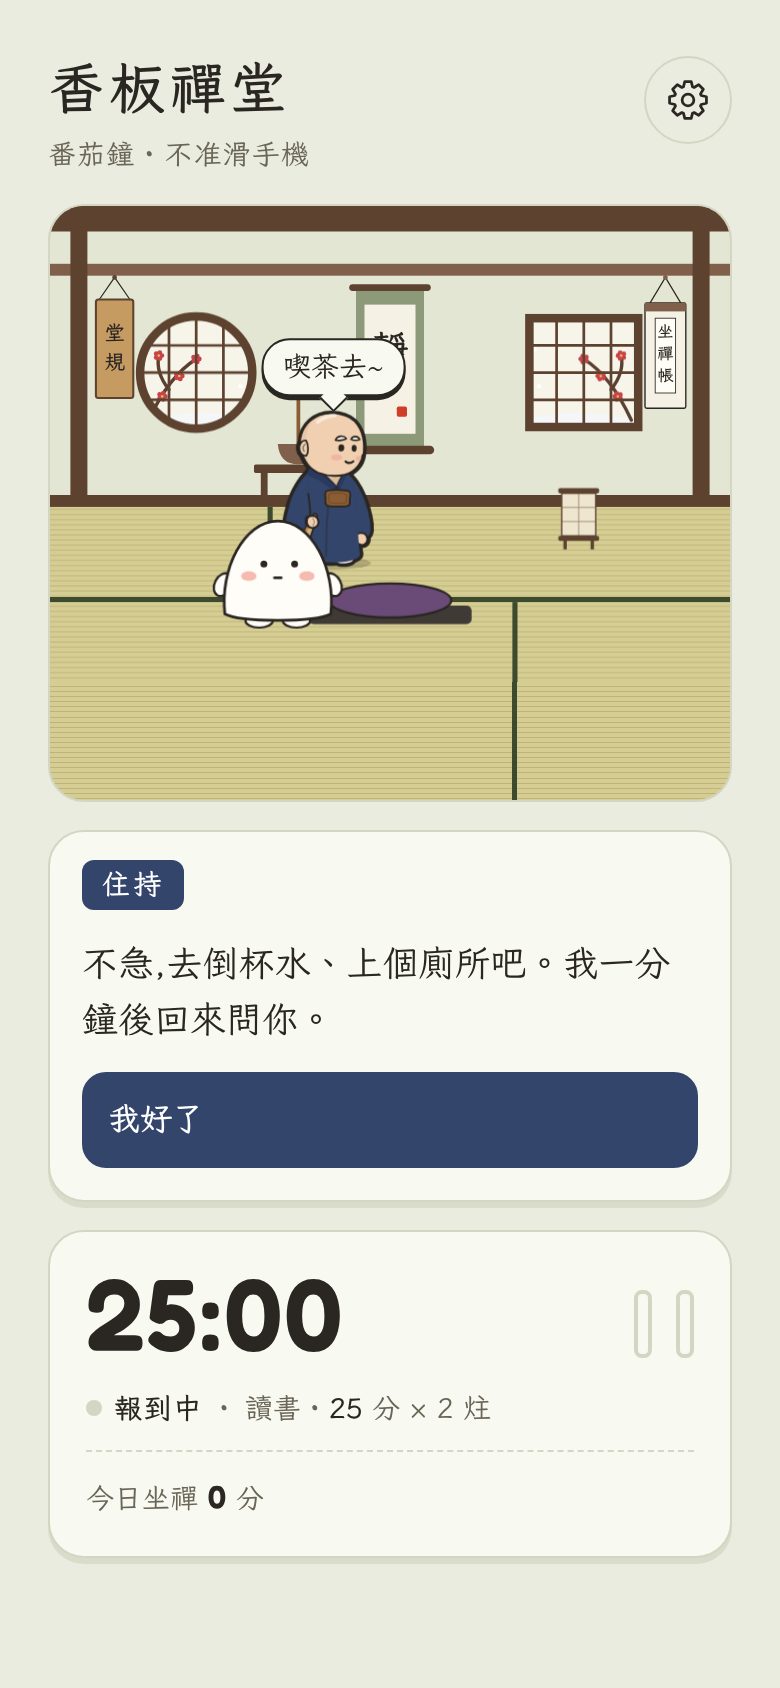 香板禪堂
番茄鐘・不准滑手機
堂規
坐禪帳
喫茶去~
住持
不急,去倒杯水、上個廁所吧。我一分
鐘後回來問你。
我好了
25:00
報到中 · 讀書・25 分 × 2 炷
今日坐禪 0 分